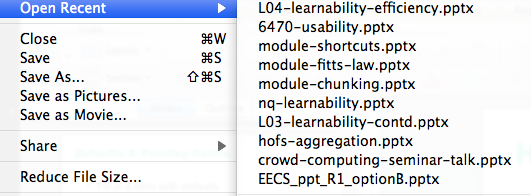 Open Recent
Close ⌘W
Save ⌘S
Save As... ⇧⌘S
Save as Pictures...
Save as Movie...
Share
Reduce File Size...
L04-learnability-efficiency.pptx
6470-usability.pptx
module-shortcuts.pptx
module-fitts-law.pptx
module-chunking.pptx
nq-learnability.pptx
L03-learnability-contd.pptx
hofs-aggregation.pptx
crowd-computing-seminar-talk.pptx
EECS_ppt_R1_optionB.pptx